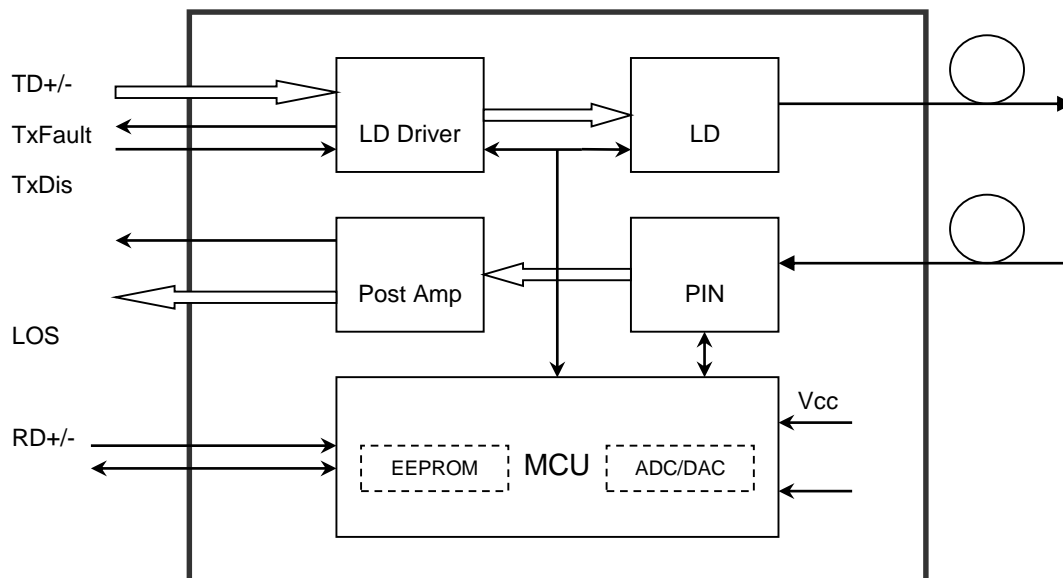 TD+/-
TxFault
TxDis
LD Driver
LD
Post Amp
PIN
LOS
RD+/-
Vcc
EEPROM
MCU
ADC/DAC